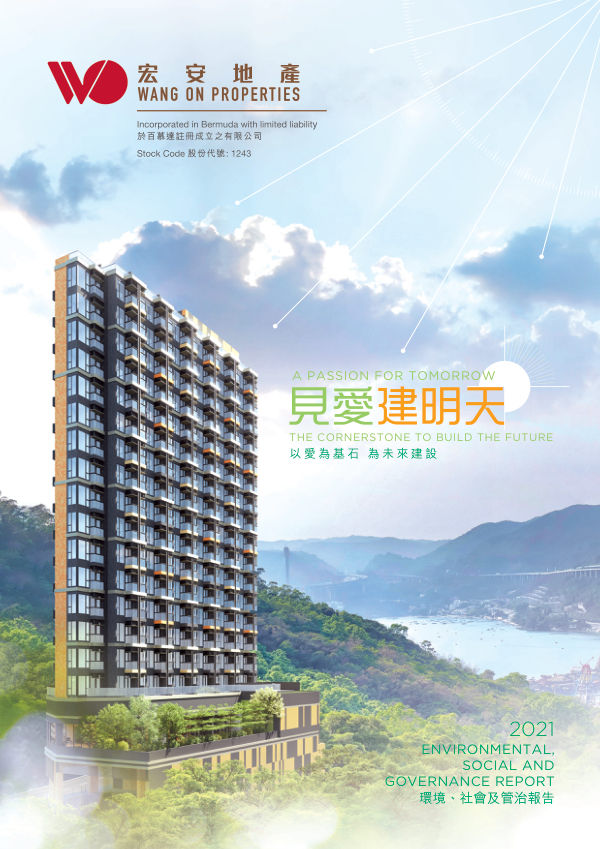 WO
宏安地產
WANG ON PROPERTIES
Incorporated in Bermuda with limited liability
於百慕達註冊成立之有限公司
Stock Code 股份代號: 1243
A PASSION FOR TOMORROW
見愛建明天
THE CORNERSTONE TO BUILD THE FUTURE
以愛為基石 為未來建設
2021
ENVIRONMENTAL,
SOCIAL AND
GOVERNANCE REPORT
環境、社會及管治報告